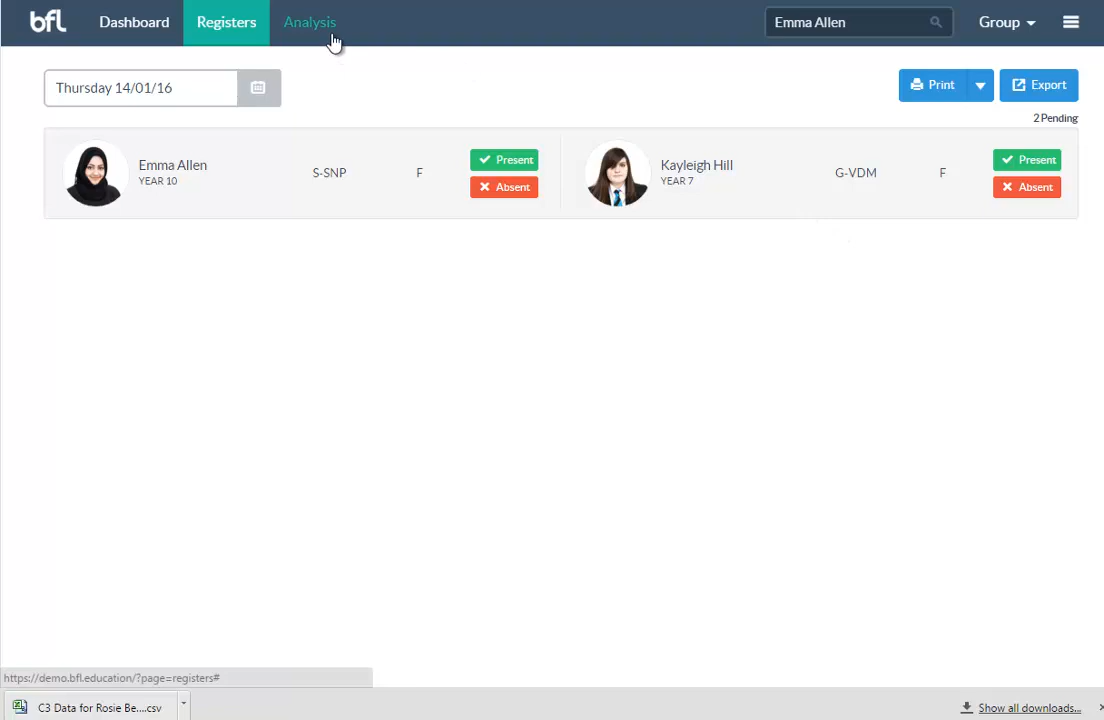 bfl Dashboard Registers Analysis Emma Allen Group
Thursday 14/01/16 Print Export
2 Pending
Emma Allen
YEAR 10
S-SNP F
Present
Absent
Kayleigh Hill
YEAR 7
G-VDM F
Present
Absent
https://demo.bfl.education/?page=registers#
C3 Data for Rosie Be....csv Show all downloads...